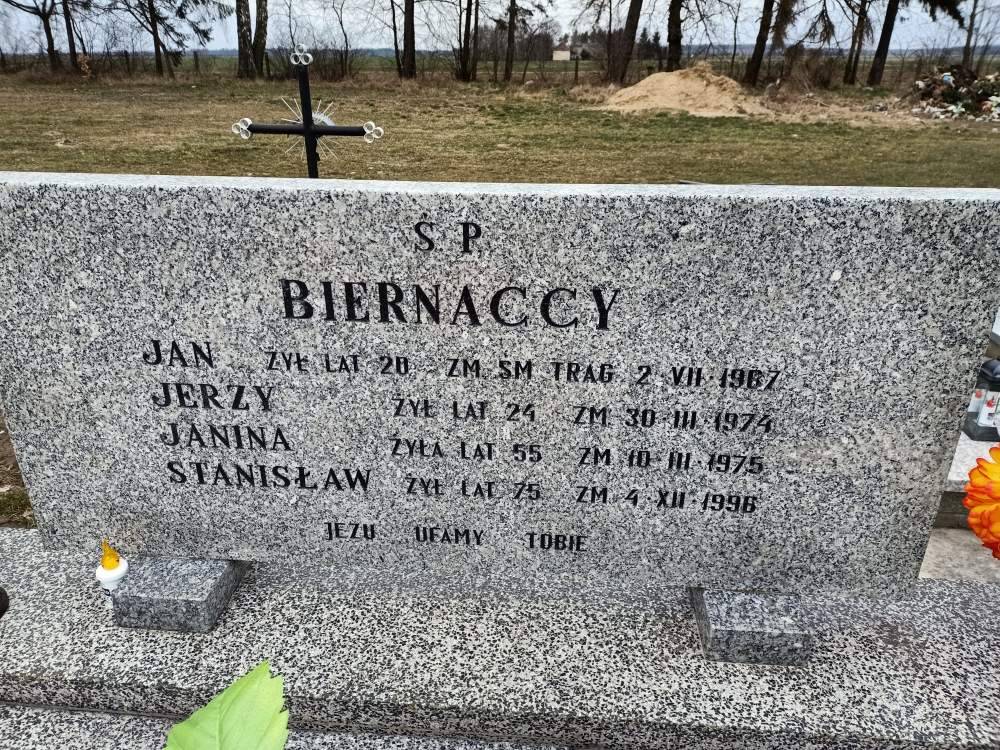 Ś P
BIERNACCY
JAN ŻYŁ LAT 20 ZM ŚM TRAG 2 VII 1967
JERZY ŻYŁ LAT 24 ZM 30 III 1974
JANINA ŻYŁA LAT 55 ZM 10 III 1975
STANISŁAW ŻYŁ LAT 75 ZM 4 XII 1996
JEZU UFAMY TOBIE